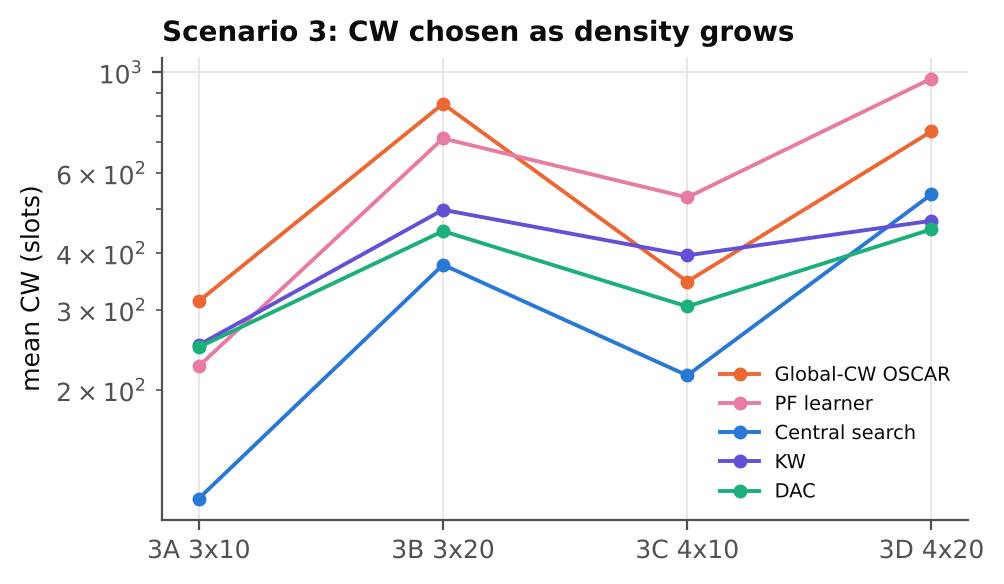 Scenario 3: CW chosen as density grows
mean CW (slots)
10³
6 × 10²
4 × 10²
3 × 10²
2 × 10²
Global-CW OSCAR
PF learner
Central search
KW
DAC
3A 3x10
3B 3x20
3C 4x10
3D 4x20